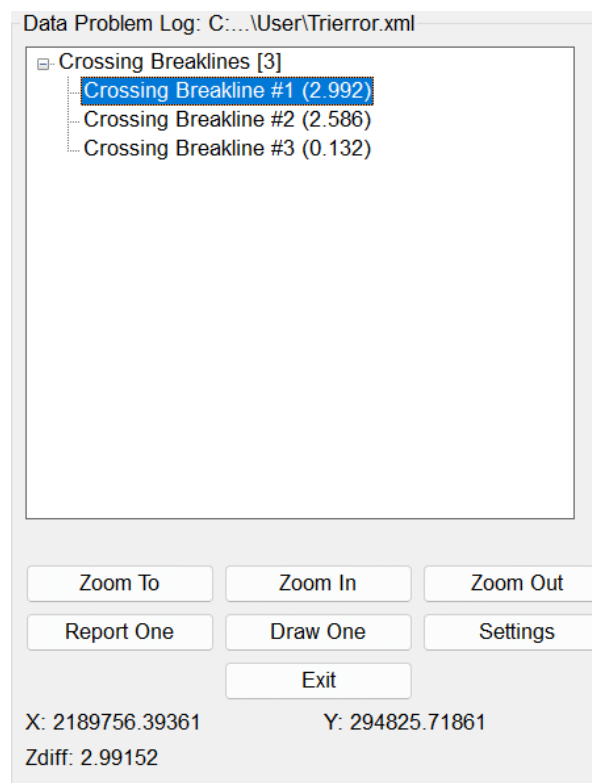 Data Problem Log: C:...\User\Trierror.xml
Crossing Breaklines [3]
Crossing Breakline #1 (2.992)
Crossing Breakline #2 (2.586)
Crossing Breakline #3 (0.132)
Zoom To Zoom In Zoom Out
Report One Draw One Settings
Exit
X: 2189756.39361 Y: 294825.71861
Zdiff: 2.99152